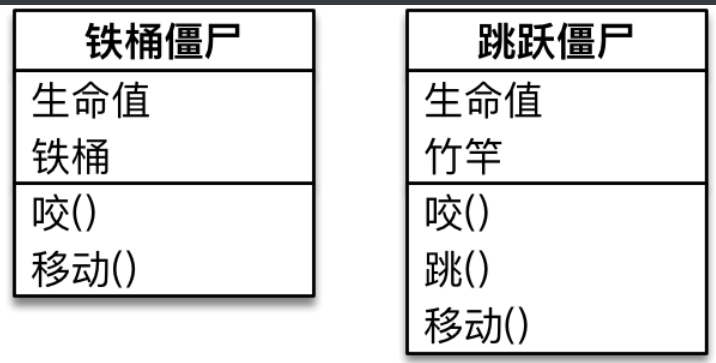 铁桶僵尸
生命值
铁桶
咬()
移动()
跳跃僵尸
生命值
竹竿
咬()
跳()
移动()